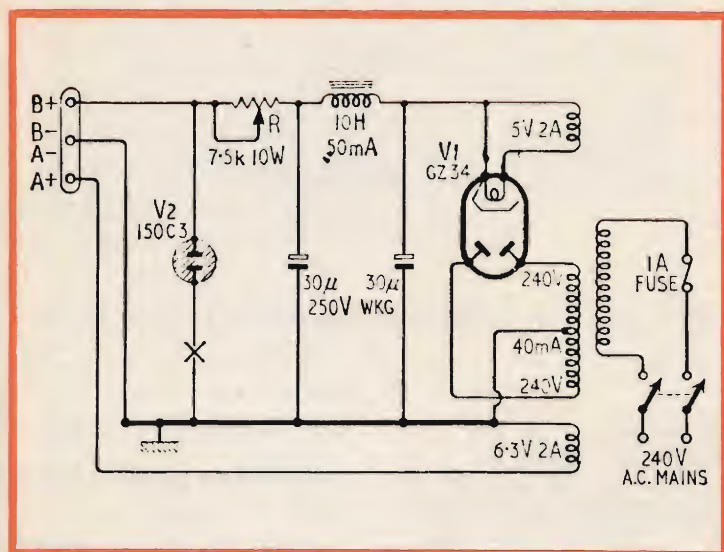 B+
B-
A-
A+
V2
150C3
R
7·5k 10W
10H
50mA
30μ
30μ
250V WKG
V1
GZ34
5V 2A
240V
40mA
240V
6·3V 2A
1A
FUSE
240V
A.C. MAINS